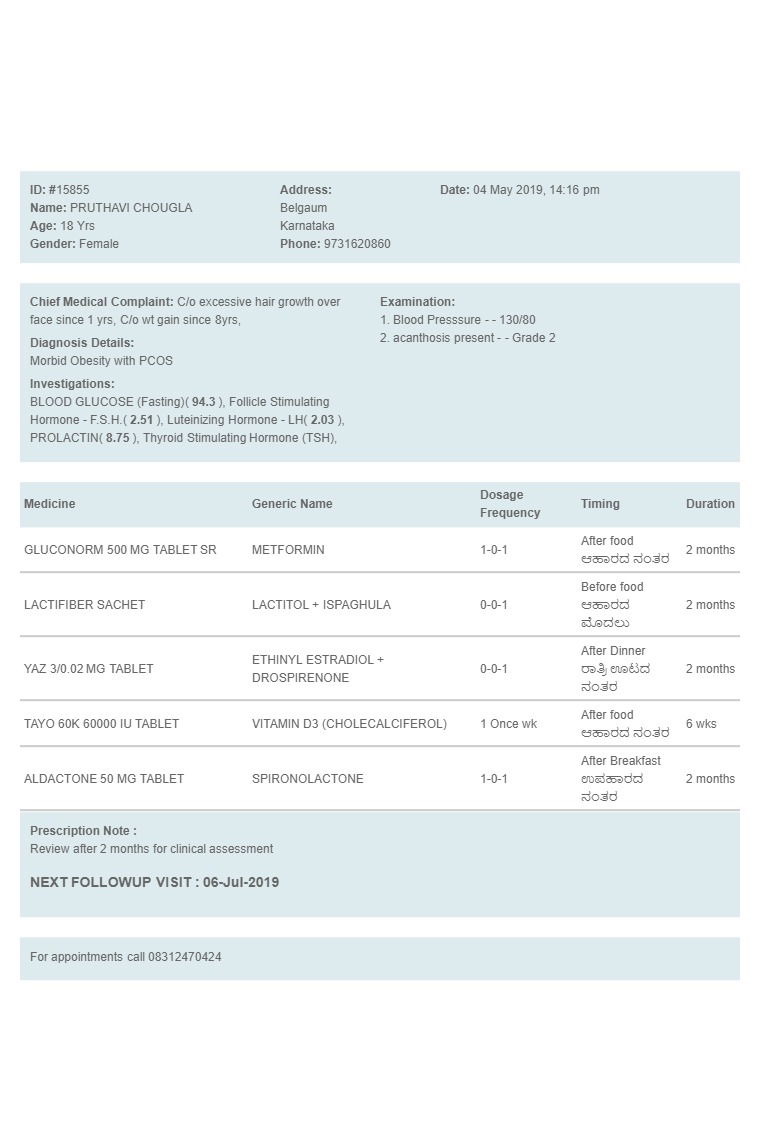 ID: #15855
Name: PRUTHAVI CHOUGLA
Age: 18 Yrs
Gender: Female
Address:
Belgaum
Karnataka
Phone: 9731620860
Date: 04 May 2019, 14:16 pm
Chief Medical Complaint: C/o excessive hair growth over
face since 1 yrs, C/o wt gain since 8yrs,
Diagnosis Details:
Morbid Obesity with PCOS
Investigations:
BLOOD GLUCOSE (Fasting)( 94.3 ), Follicle Stimulating
Hormone - F.S.H.( 2.51 ), Luteinizing Hormone - LH( 2.03 ),
PROLACTIN( 8.75 ), Thyroid Stimulating Hormone (TSH),
Examination:
1. Blood Presssure - - 130/80
2. acanthosis present - - Grade 2
Medicine Generic Name Dosage Frequency Timing Duration
GLUCONORM 500 MG TABLET SR METFORMIN 1-0-1 After food 2 months
ಆಹಾರದ ನಂತರ
LACTIFIBER SACHET LACTITOL + ISPAGHULA 0-0-1 Before food 2 months
ಆಹಾರದ
ಮೊದಲು
YAZ 3/0.02 MG TABLET ETHINYL ESTRADIOL + DROSPIRENONE 0-0-1 After Dinner 2 months
ರಾತ್ರಿ ಊಟದ
ನಂತರ
TAYO 60K 60000 IU TABLET VITAMIN D3 (CHOLECALCIFEROL) 1 Once wk After food 6 wks
ಆಹಾರದ ನಂತರ
ALDACTONE 50 MG TABLET SPIRONOLACTONE 1-0-1 After Breakfast 2 months
ಉಪಹಾರದ
ನಂತರ
Prescription Note :
Review after 2 months for clinical assessment
NEXT FOLLOWUP VISIT : 06-Jul-2019
For appointments call 08312470424